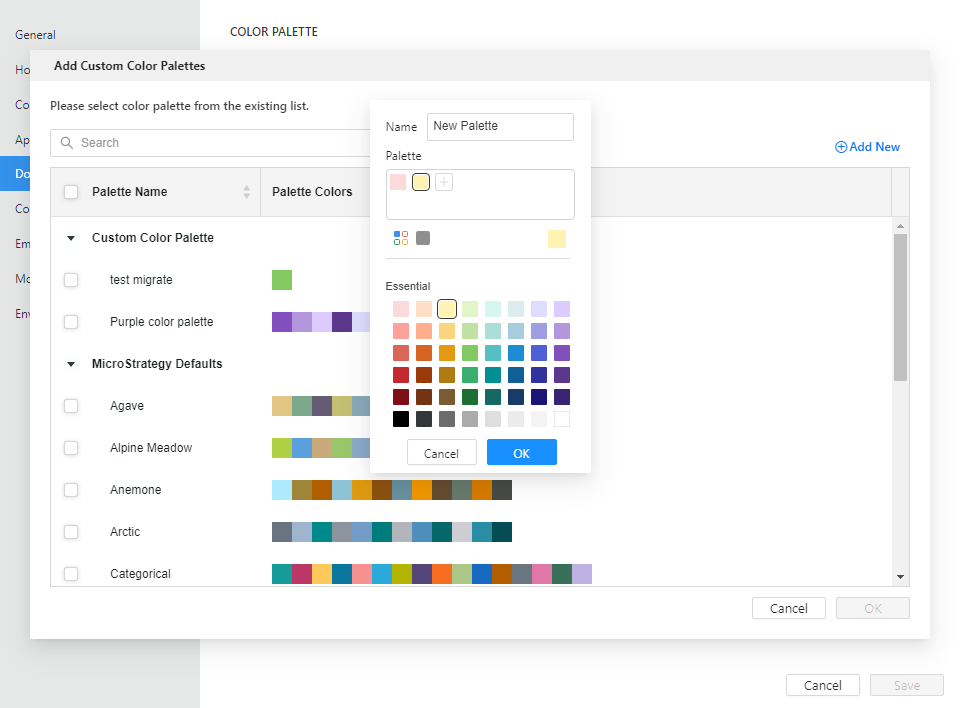 General
COLOR PALETTE
Ho
Add Custom Color Palettes
Co
Please select color palette from the existing list.
Name
New Palette
Ap
Search
Add New
Palette
Do
Palette Name
Palette Colors
Co
Em
Custom Color Palette
Mo
test migrate
Essential
Env
Purple color palette
MicroStrategy Defaults
Agave
Alpine Meadow
Cancel
OK
Anemone
Arctic
Categorical
Cancel
OK
Cancel
Save